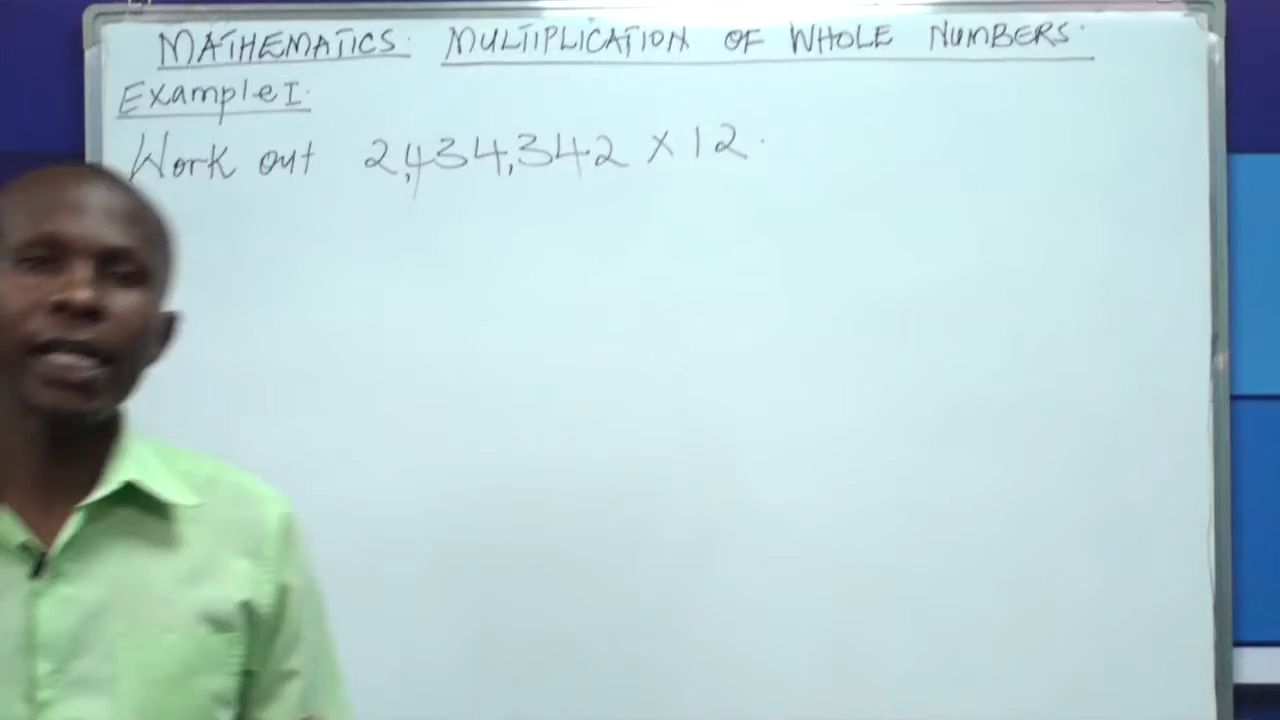 MATHEMATICS. MULTIPLICATION OF WHOLE NUMBERS.
Example I.
Work out 2,434,342 x 12.